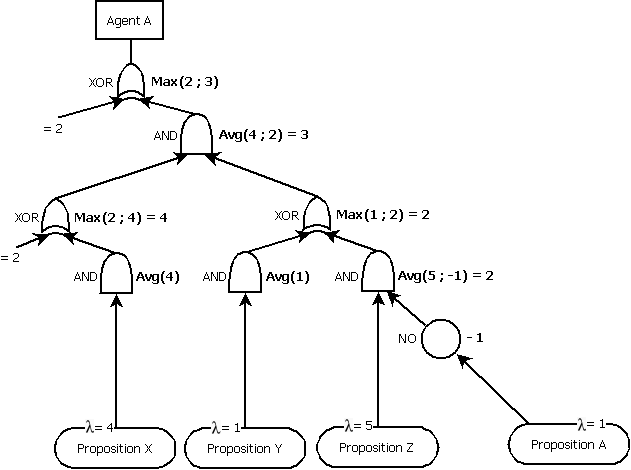 Agent A
XOR Max(2 ; 3)
= 2
AND Avg(4 ; 2) = 3
XOR Max(2 ; 4) = 4
XOR Max(1 ; 2) = 2
= 2
AND Avg(4)
AND Avg(1)
AND Avg(5 ; -1) = 2
NO - 1
λ= 4
λ= 1
λ= 5
λ= 1
Proposition X
Proposition Y
Proposition Z
Proposition A